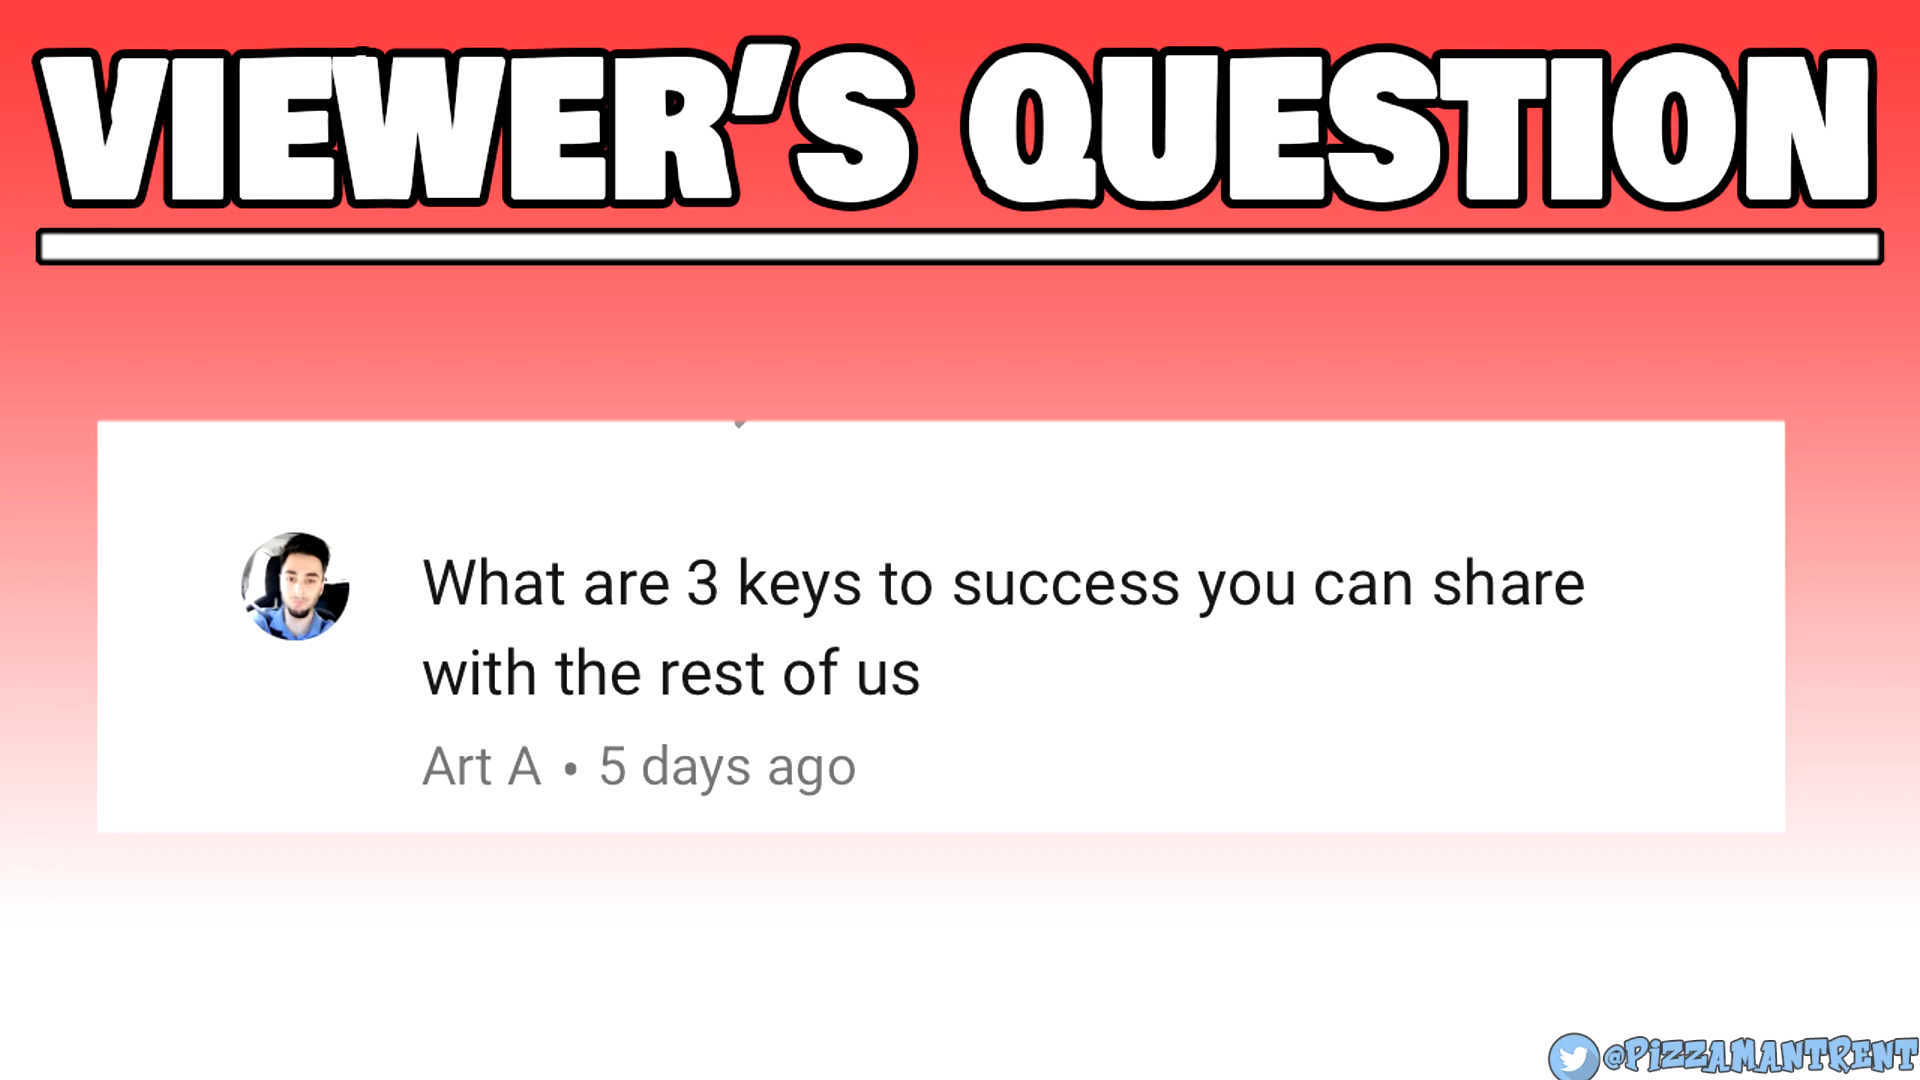 VIEWER'S QUESTION
What are 3 keys to success you can share
with the rest of us
Art A • 5 days ago
@PIZZAMANTRENT